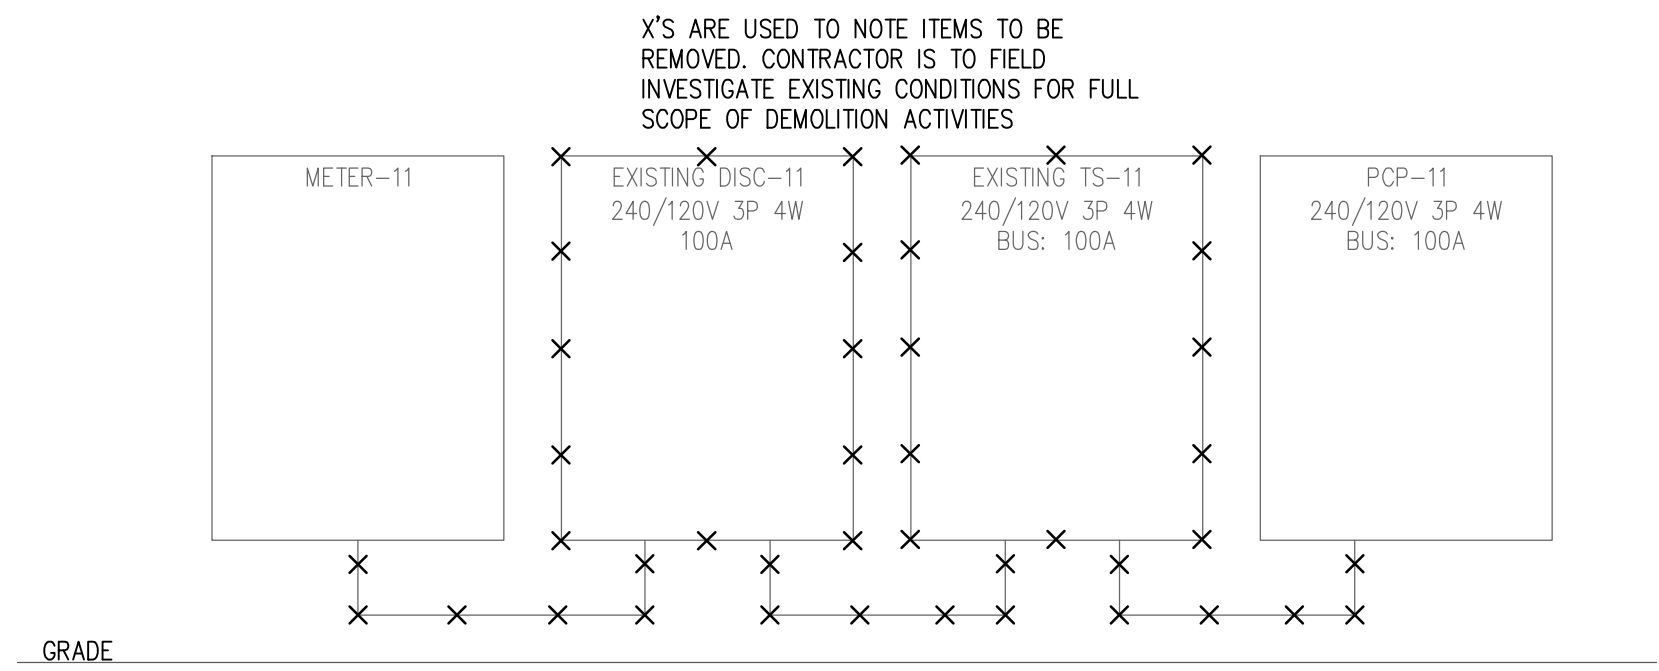 X'S ARE USED TO NOTE ITEMS TO BE
REMOVED. CONTRACTOR IS TO FIELD
INVESTIGATE EXISTING CONDITIONS FOR FULL
SCOPE OF DEMOLITION ACTIVITIES
METER-11
EXISTING DISC-11
240/120V 3P 4W
100A
EXISTING TS-11
240/120V 3P 4W
BUS: 100A
PCP-11
240/120V 3P 4W
BUS: 100A
GRADE